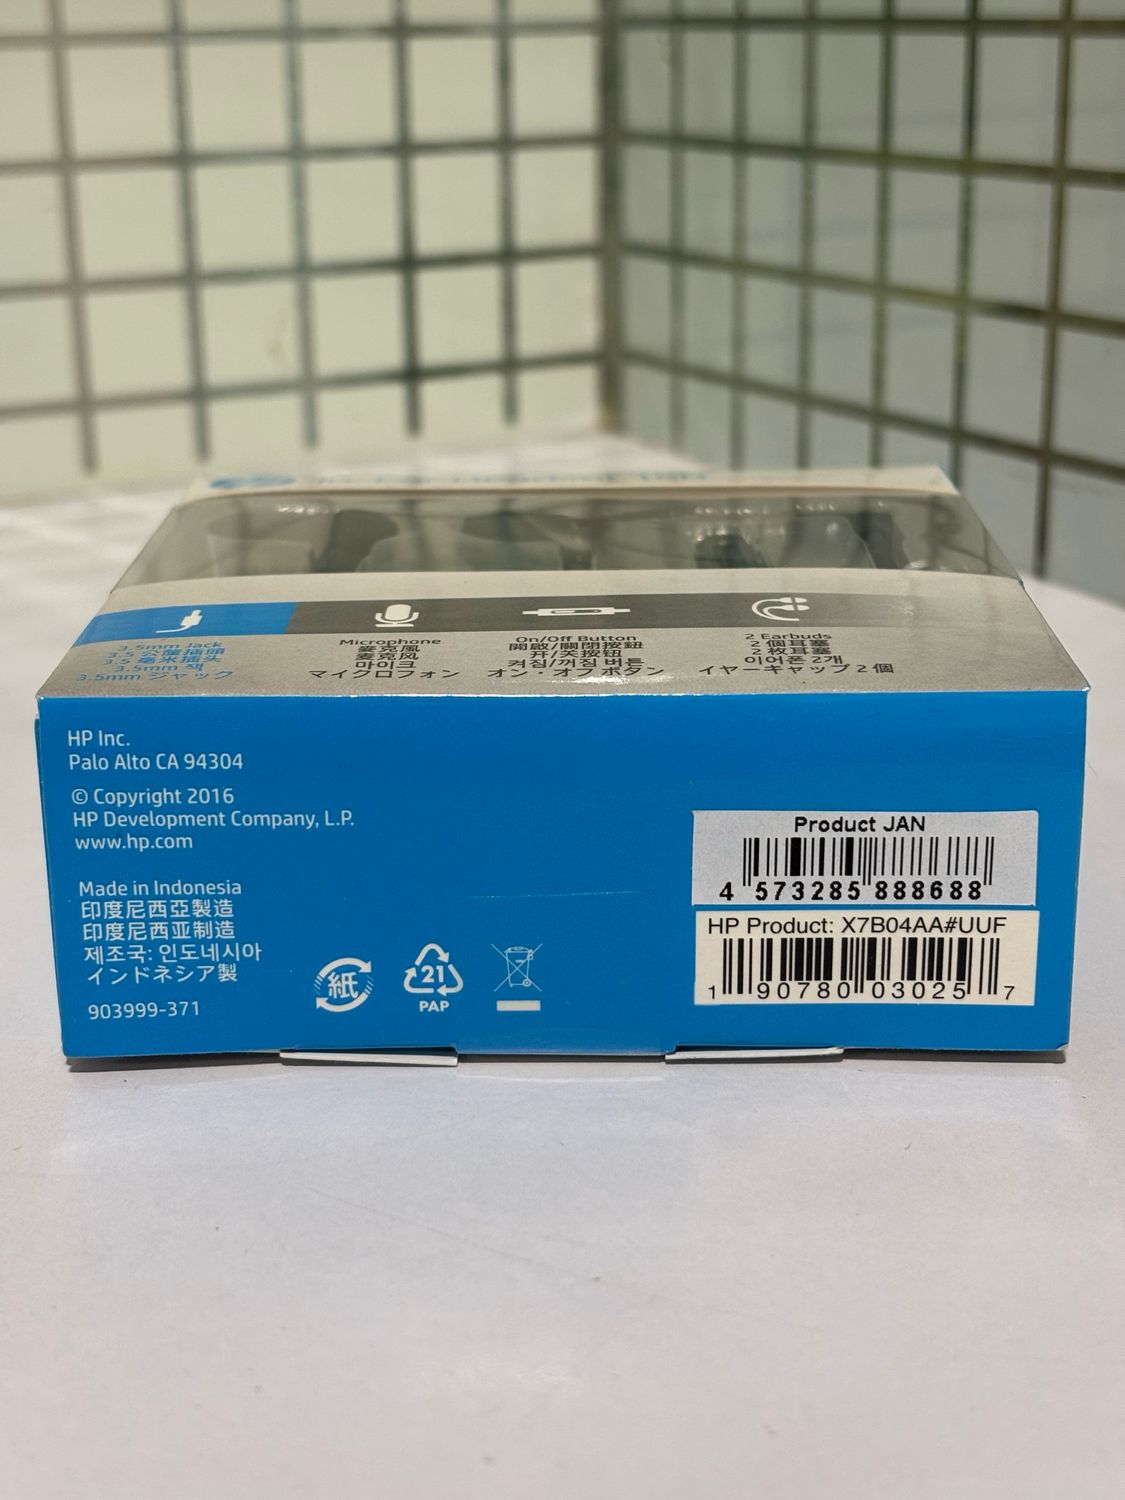 3.5mm Jack
3.5 公釐插頭
3.5 毫米插头
3.5mm 잭
3.5mm ジャック
Microphone
麥克風
麦克风
마이크
マイクロフォン
On/Off Button
開啟/關閉按鈕
开/关按钮
켜짐/꺼짐 버튼
オン・オフ ボタン
2 Earbuds
2 個耳塞
2 枚耳塞
이어폰 2개
イヤーキャップ 2 個
HP Inc.
Palo Alto CA 94304
© Copyright 2016
HP Development Company, L.P.
www.hp.com
Made in Indonesia
印度尼西亞製造
印度尼西亚制造
제조국: 인도네시아
インドネシア製
903999-371
紙
21
PAP
Product JAN
4 573285 888688
HP Product: X7B04AA#UUF
1 90780 03025 7